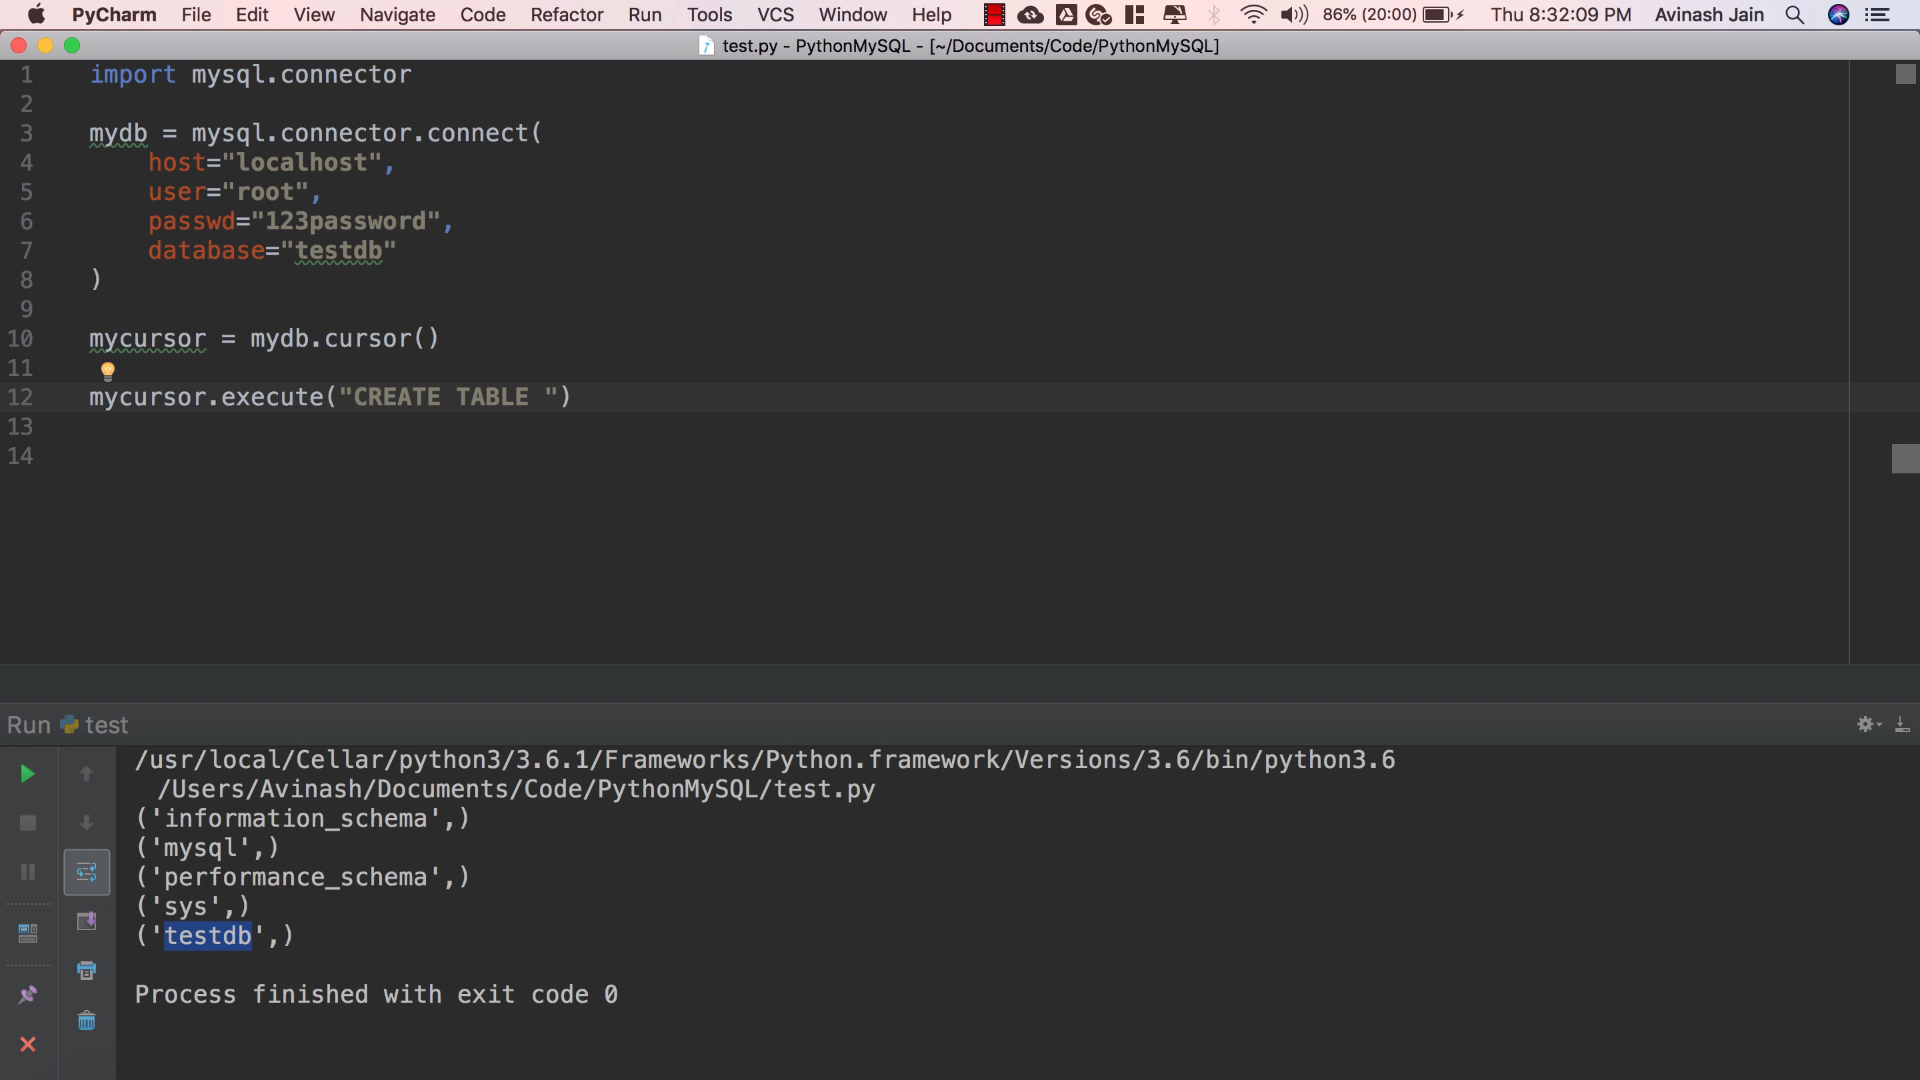 PyCharm File Edit View Navigate Code Refactor Run Tools VCS Window Help 86% (20:00) Thu 8:32:09 PM Avinash Jain
test.py - PythonMySQL - [~/Documents/Code/PythonMySQL]
1 import mysql.connector
2
3 mydb = mysql.connector.connect(
4     host="localhost",
5     user="root",
6     passwd="123password",
7     database="testdb"
8 )
9
10 mycursor = mydb.cursor()
11
12 mycursor.execute("CREATE TABLE ")
13
14
Run test
/usr/local/Cellar/python3/3.6.1/Frameworks/Python.framework/Versions/3.6/bin/python3.6
/Users/Avinash/Documents/Code/PythonMySQL/test.py
('information_schema',)
('mysql',)
('performance_schema',)
('sys',)
('testdb',)
Process finished with exit code 0